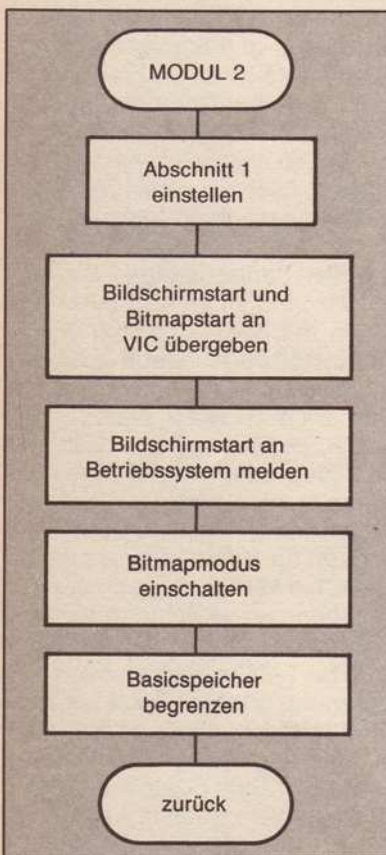 MODUL 2
Abschnitt 1
einstellen
Bildschirmstart und
Bitmapstart an
VIC übergeben
Bildschirmstart an
Betriebssystem melden
Bitmapmodus
einschalten
Basicspeicher
begrenzen
zurück